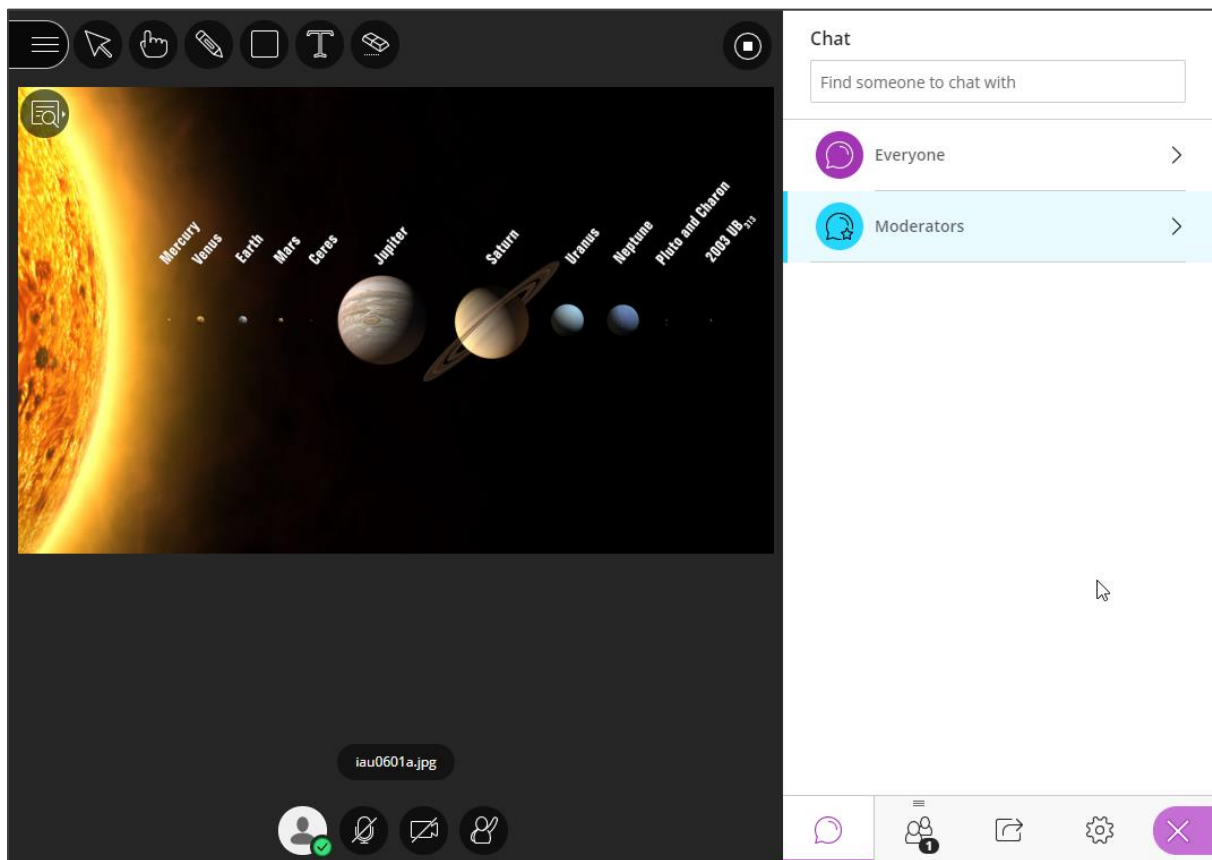 Chat
Find someone to chat with
Everyone
Moderators
Mercury
Venus
Earth
Mars
Ceres
Jupiter
Saturn
Uranus
Neptune
Pluto and Charon
2003 UB₃₁₃
iau0601a.jpg
1